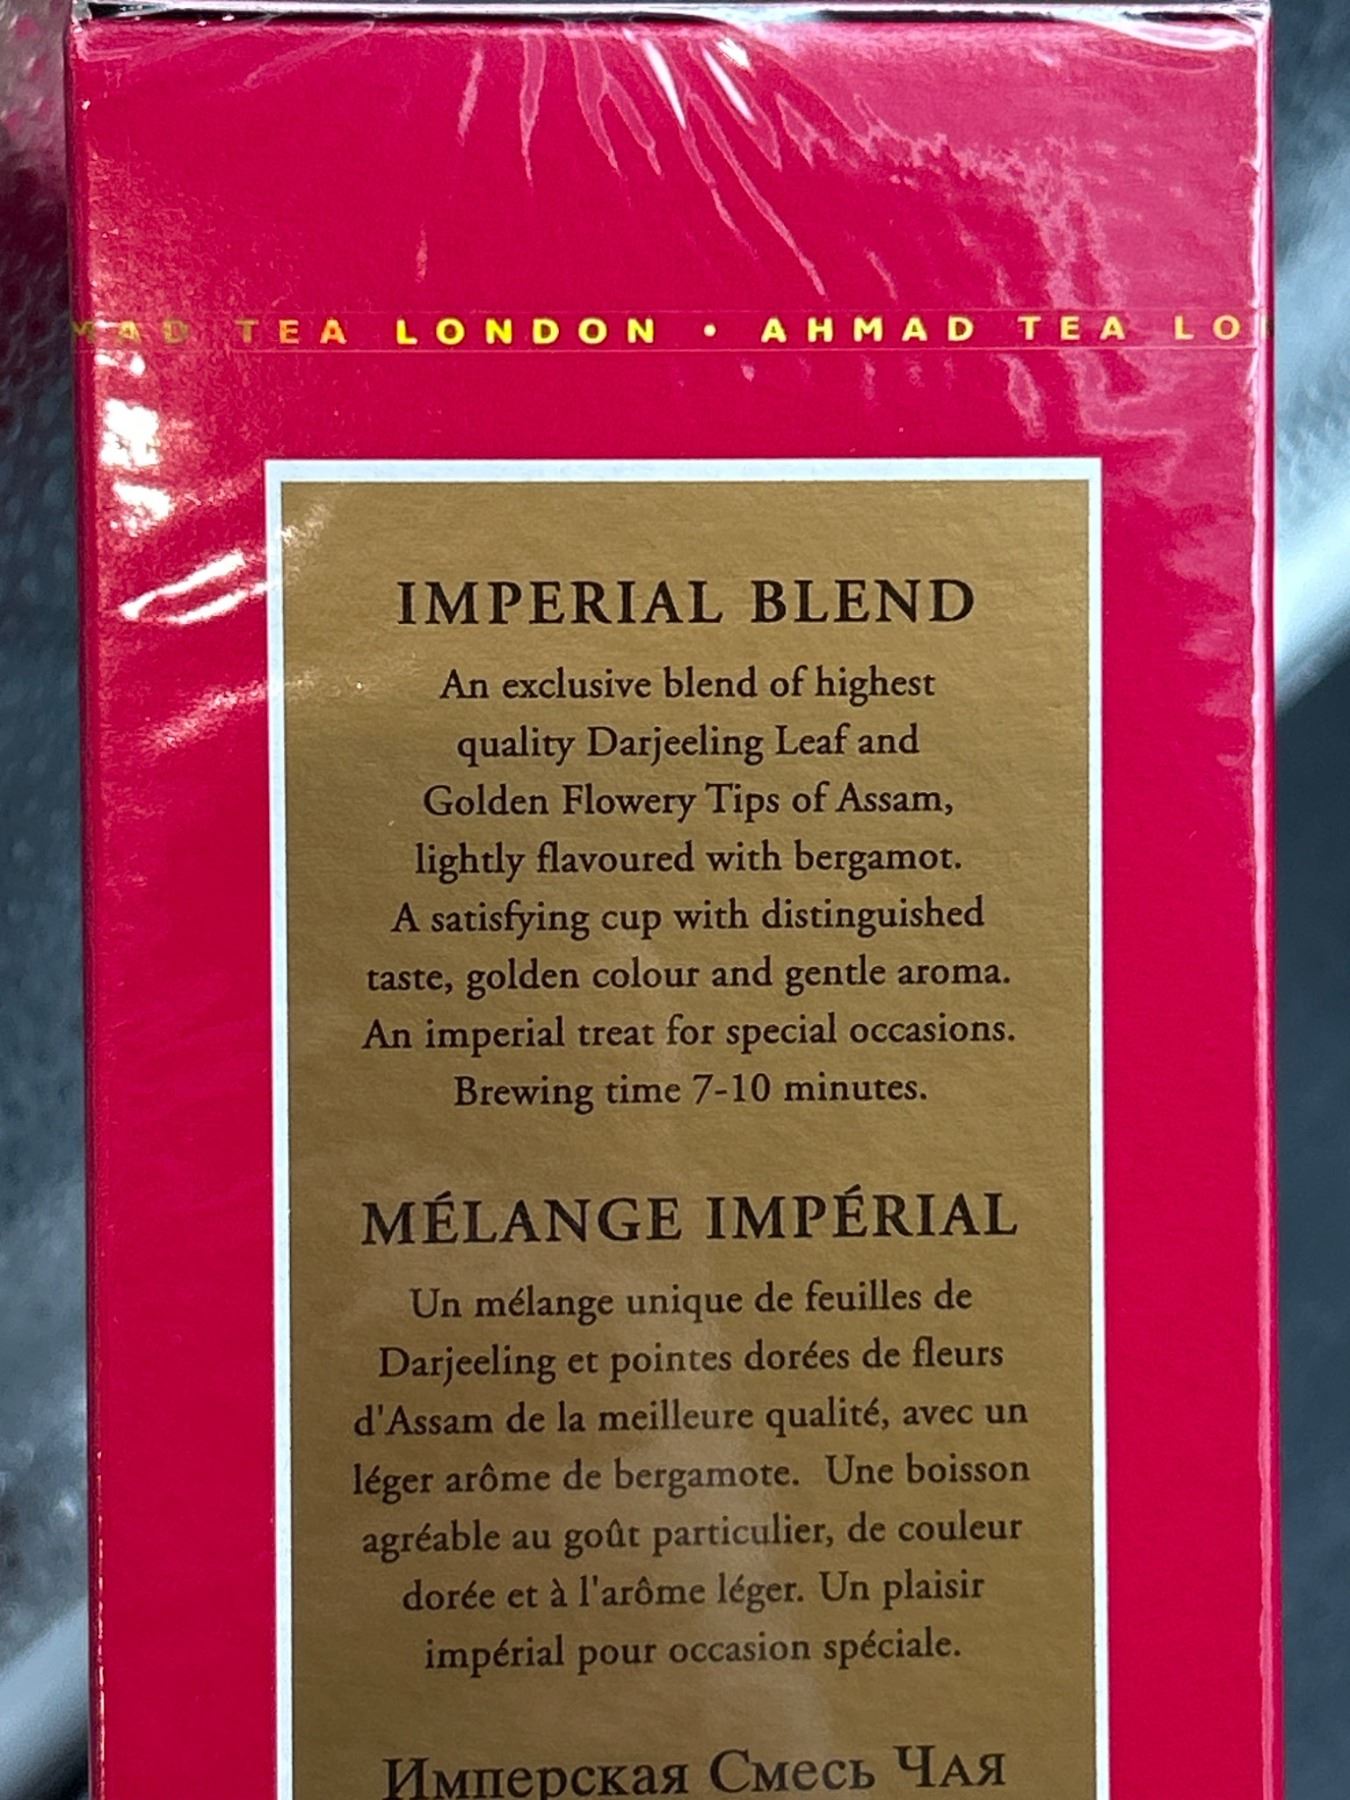 MAD TEA LONDON • AHMAD TEA LO
IMPERIAL BLEND
An exclusive blend of highest
quality Darjeeling Leaf and
Golden Flowery Tips of Assam,
lightly flavoured with bergamot.
A satisfying cup with distinguished
taste, golden colour and gentle aroma.
An imperial treat for special occasions.
Brewing time 7-10 minutes.
MÉLANGE IMPÉRIAL
Un mélange unique de feuilles de
Darjeeling et pointes dorées de fleurs
d'Assam de la meilleure qualité, avec un
léger arôme de bergamote. Une boisson
agréable au goût particulier, de couleur
dorée et à l'arôme léger. Un plaisir
impérial pour occasion spéciale.
Имперская Смесь Чая